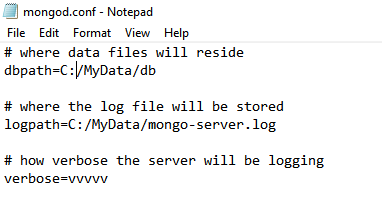 mongod.conf - Notepad
File Edit Format View Help
# where data files will reside
dbpath=C:/MyData/db
# where the log file will be stored
logpath=C:/MyData/mongo-server.log
# how verbose the server will be logging
verbose=vvvvv